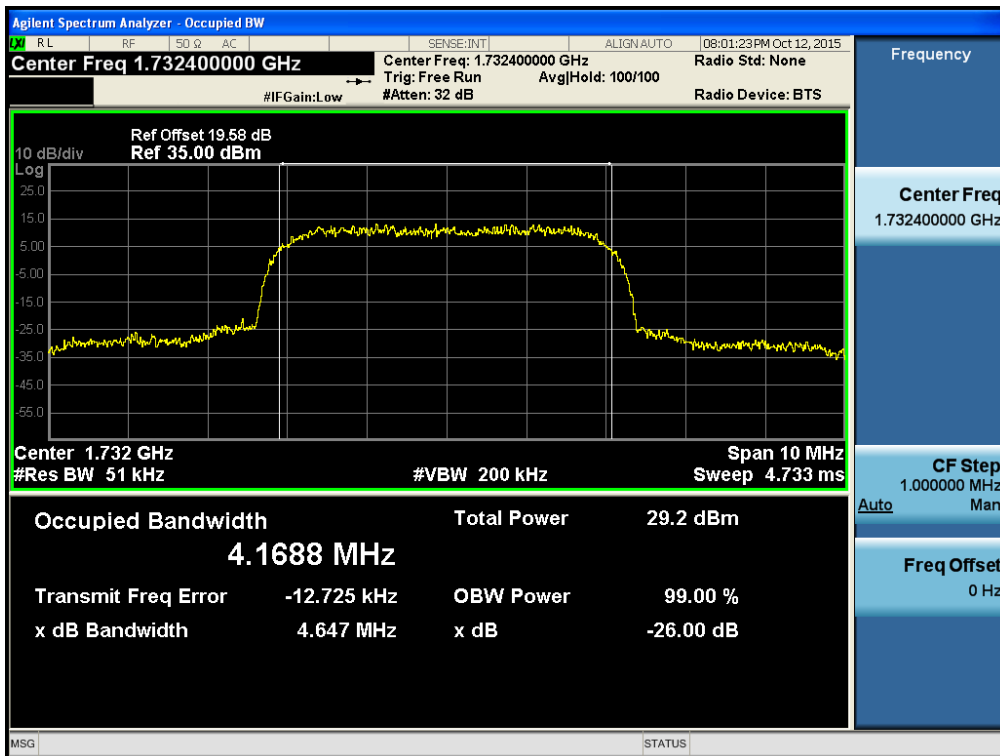 Agilent Spectrum Analyzer - Occupied BW
LXI RL RF 50 Ω AC SENSE:INT ALIGN AUTO 08:01:23 PM Oct 12, 2015
Center Freq 1.732400000 GHz
Center Freq: 1.732400000 GHz Radio Std: None
Trig: Free Run Avg|Hold: 100/100
#IFGain:Low #Atten: 32 dB Radio Device: BTS
Ref Offset 19.58 dB
10 dB/div Ref 35.00 dBm
Log
25.0
15.0
5.00
-5.00
-15.0
-25.0
-35.0
-45.0
-55.0
Center 1.732 GHz Span 10 MHz
#Res BW 51 kHz #VBW 200 kHz Sweep 4.733 ms
Occupied Bandwidth Total Power 29.2 dBm
4.1688 MHz
Transmit Freq Error -12.725 kHz OBW Power 99.00 %
x dB Bandwidth 4.647 MHz x dB -26.00 dB
MSG STATUS
Frequency
Center Freq
1.732400000 GHz
CF Step
1.000000 MHz
Auto Man
Freq Offset
0 Hz